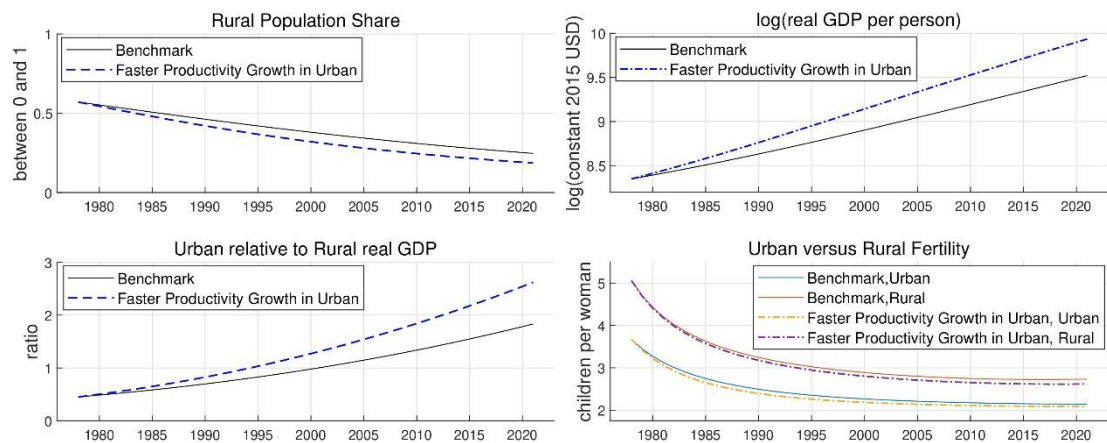 Rural Population Share
between 0 and 1
1
0.5
0
Benchmark
Faster Productivity Growth in Urban
1980 1985 1990 1995 2000 2005 2010 2015 2020
log(real GDP per person)
log(constant 2015 USD)
10
9.5
9
8.5
Benchmark
Faster Productivity Growth in Urban
1980 1985 1990 1995 2000 2005 2010 2015 2020
Urban relative to Rural real GDP
ratio
3
2
1
0
Benchmark
Faster Productivity Growth in Urban
1980 1985 1990 1995 2000 2005 2010 2015 2020
Urban versus Rural Fertility
children per woman
5
4
3
2
Benchmark,Urban
Benchmark,Rural
Faster Productivity Growth in Urban, Urban
Faster Productivity Growth in Urban, Rural
1980 1985 1990 1995 2000 2005 2010 2015 2020